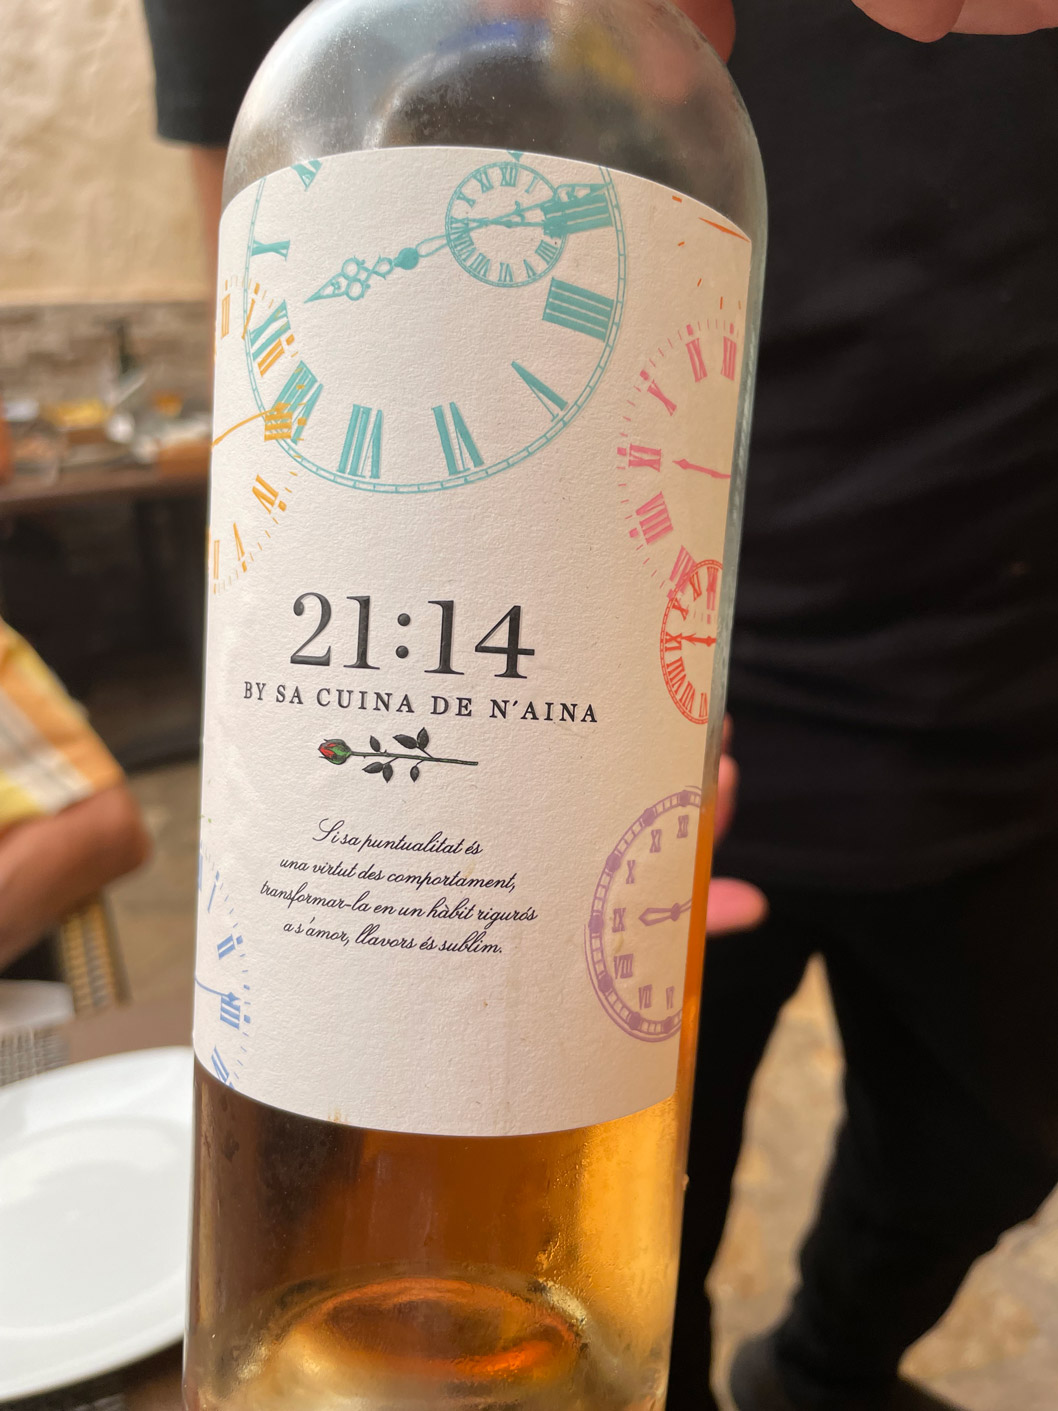 21:14
BY SA CUINA DE N'AINA
Si sa puntualitat és
una virtut des comportament,
transformar-la en un hàbit rigurós
a s'amor, llavors és sublim.